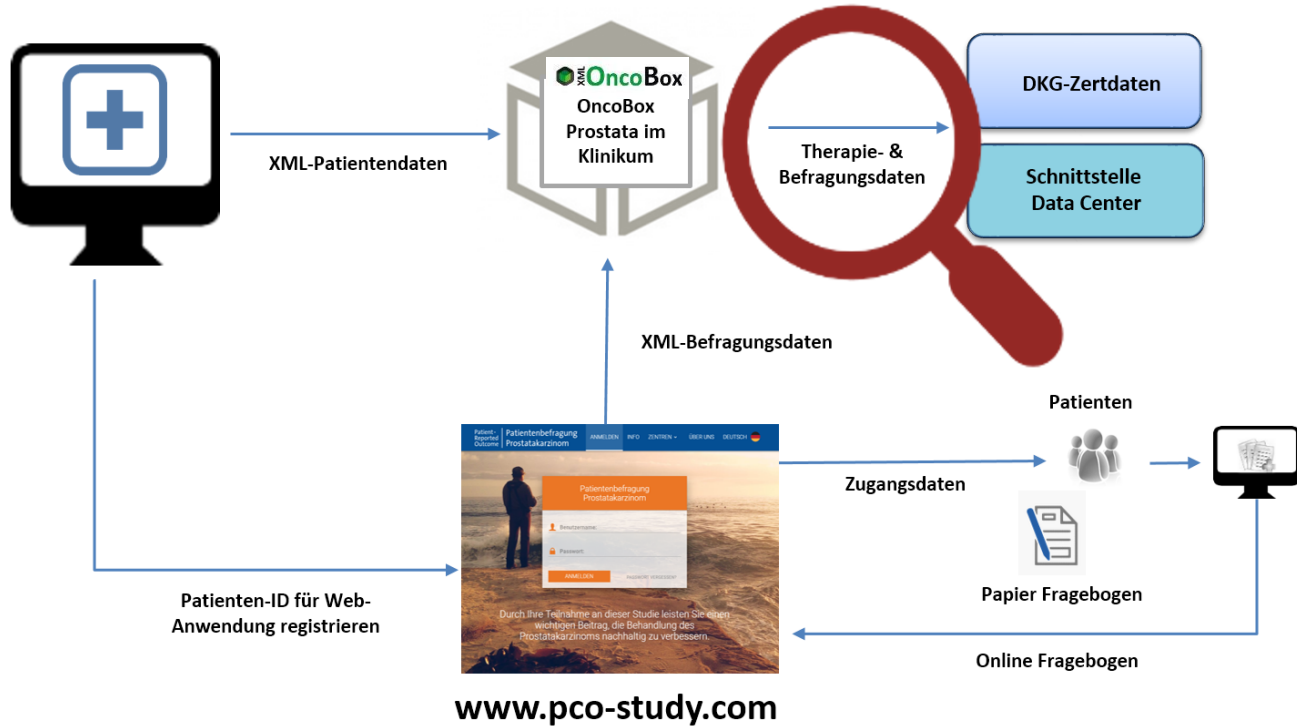 XML OncoBox
OncoBox
Prostata im
Klinikum
DKG-Zertdaten
XML-Patientendaten
Therapie- &
Befragungsdaten
Schnittstelle
Data Center
XML-Befragungsdaten
Patienten
Patient-
Reported
Outcome
Patientenbefragung
Prostatakarzinom
ANMELDEN INFO ZENTREN ÜBER UNS DEUTSCH
Patientenbefragung
Prostatakarzinom
Benutzername
Passwort
ANMELDEN PASSWORT VERGESSEN?
Durch Ihre Teilnahme an dieser Studie leisten Sie einen
wichtigen Beitrag, die Behandlung des
Prostatakarzinoms nachhaltig zu verbessern.
Zugangsdaten
Papier Fragebogen
Patienten-ID für Web-
Anwendung registrieren
Online Fragebogen
www.pco-study.com